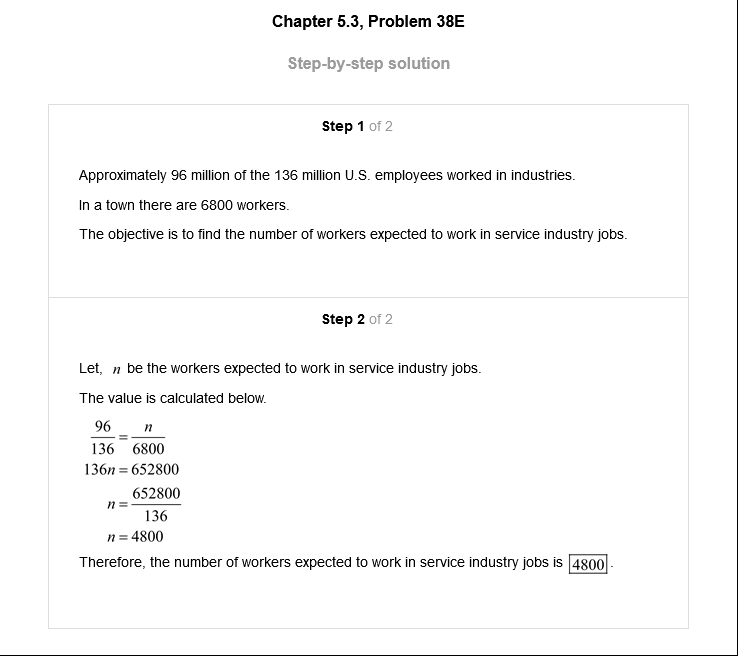 Chapter 5.3, Problem 38E
Step-by-step solution
Step 1 of 2
Approximately 96 million of the 136 million U.S. employees worked in industries.
In a town there are 6800 workers.
The objective is to find the number of workers expected to work in service industry jobs.
Step 2 of 2
Let, n be the workers expected to work in service industry jobs.
The value is calculated below.
96/136 = n/6800
136n = 652800
n = 652800/136
n = 4800
Therefore, the number of workers expected to work in service industry jobs is 4800.